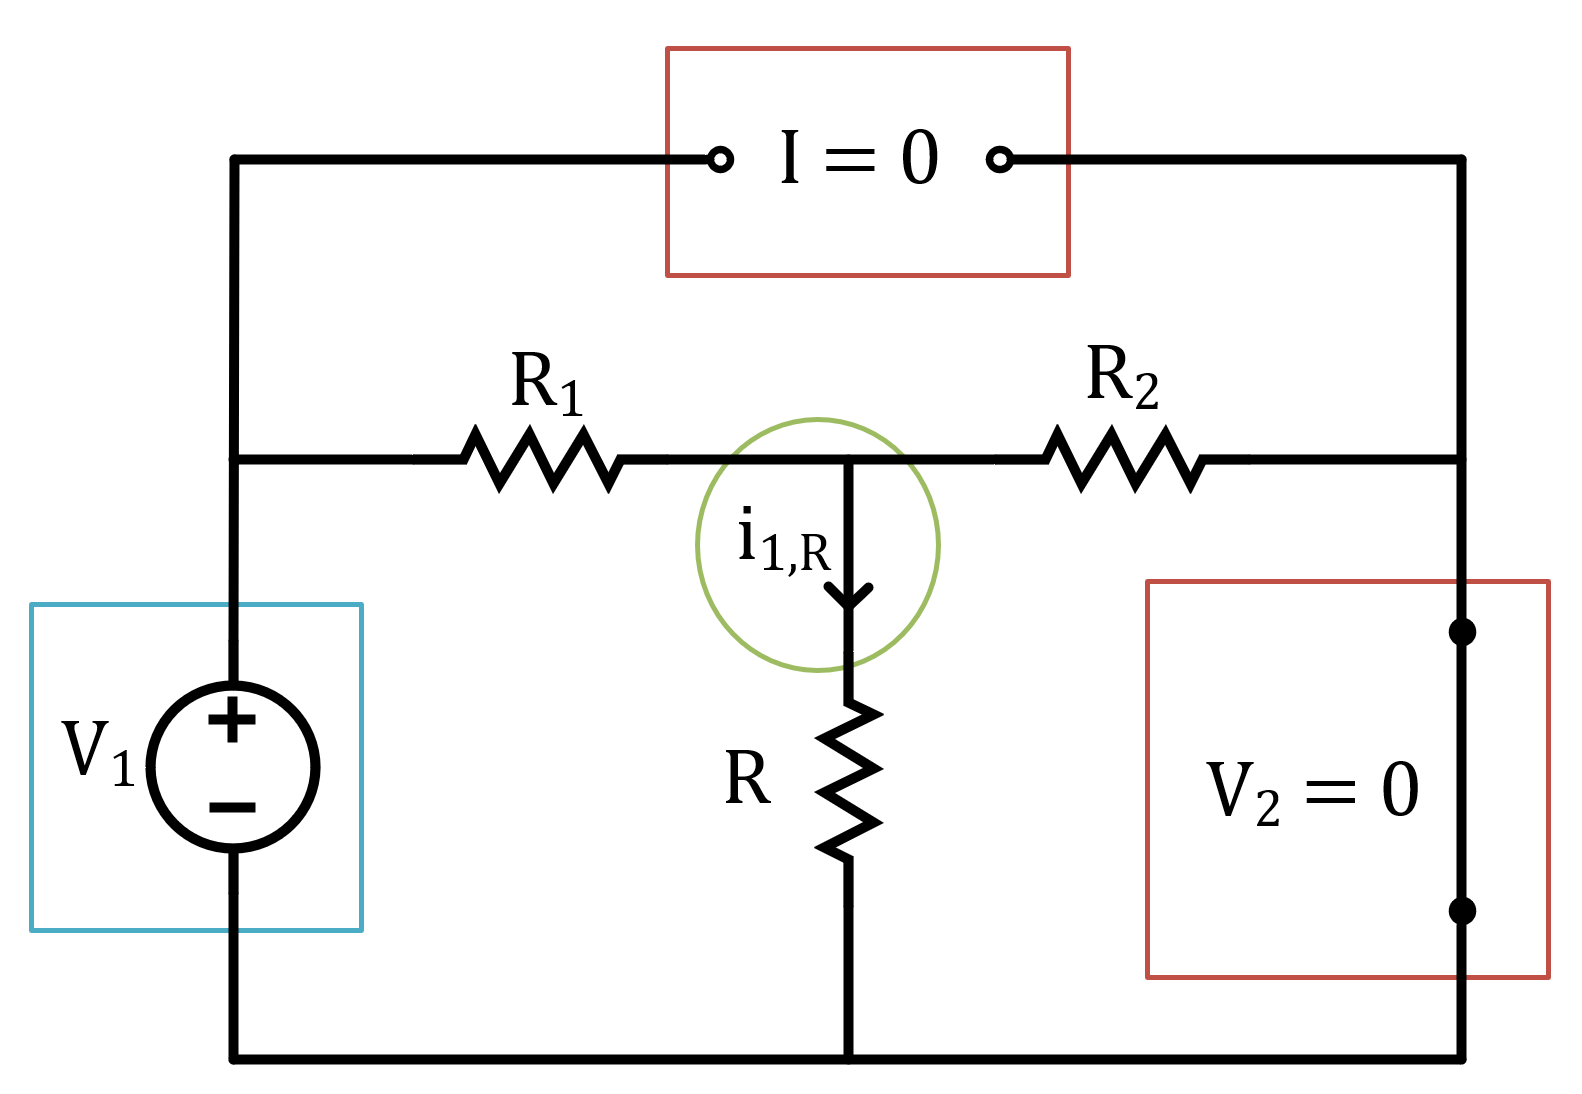 I = 0
R₁
R₂
i₁,R
V₁
R
V₂ = 0